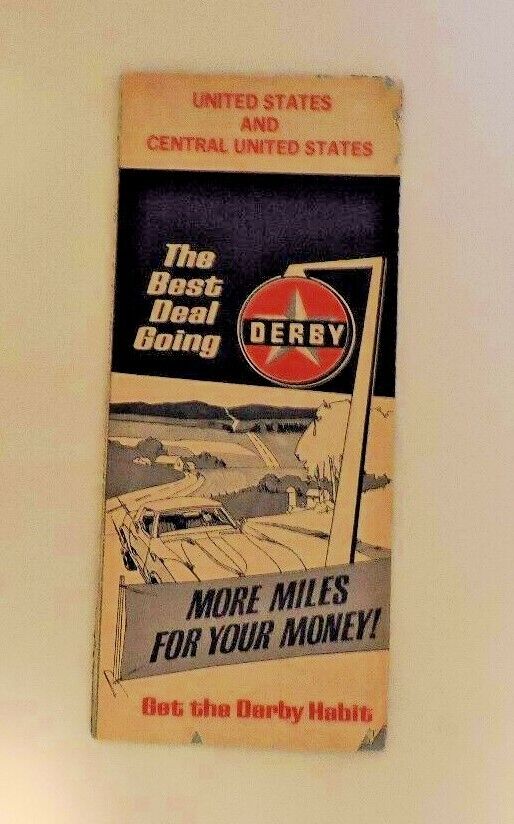 UNITED STATES
AND
CENTRAL UNITED STATES
The
Best
Deal
Going
DERBY
MORE MILES
FOR YOUR MONEY!
Get the Derby Habit